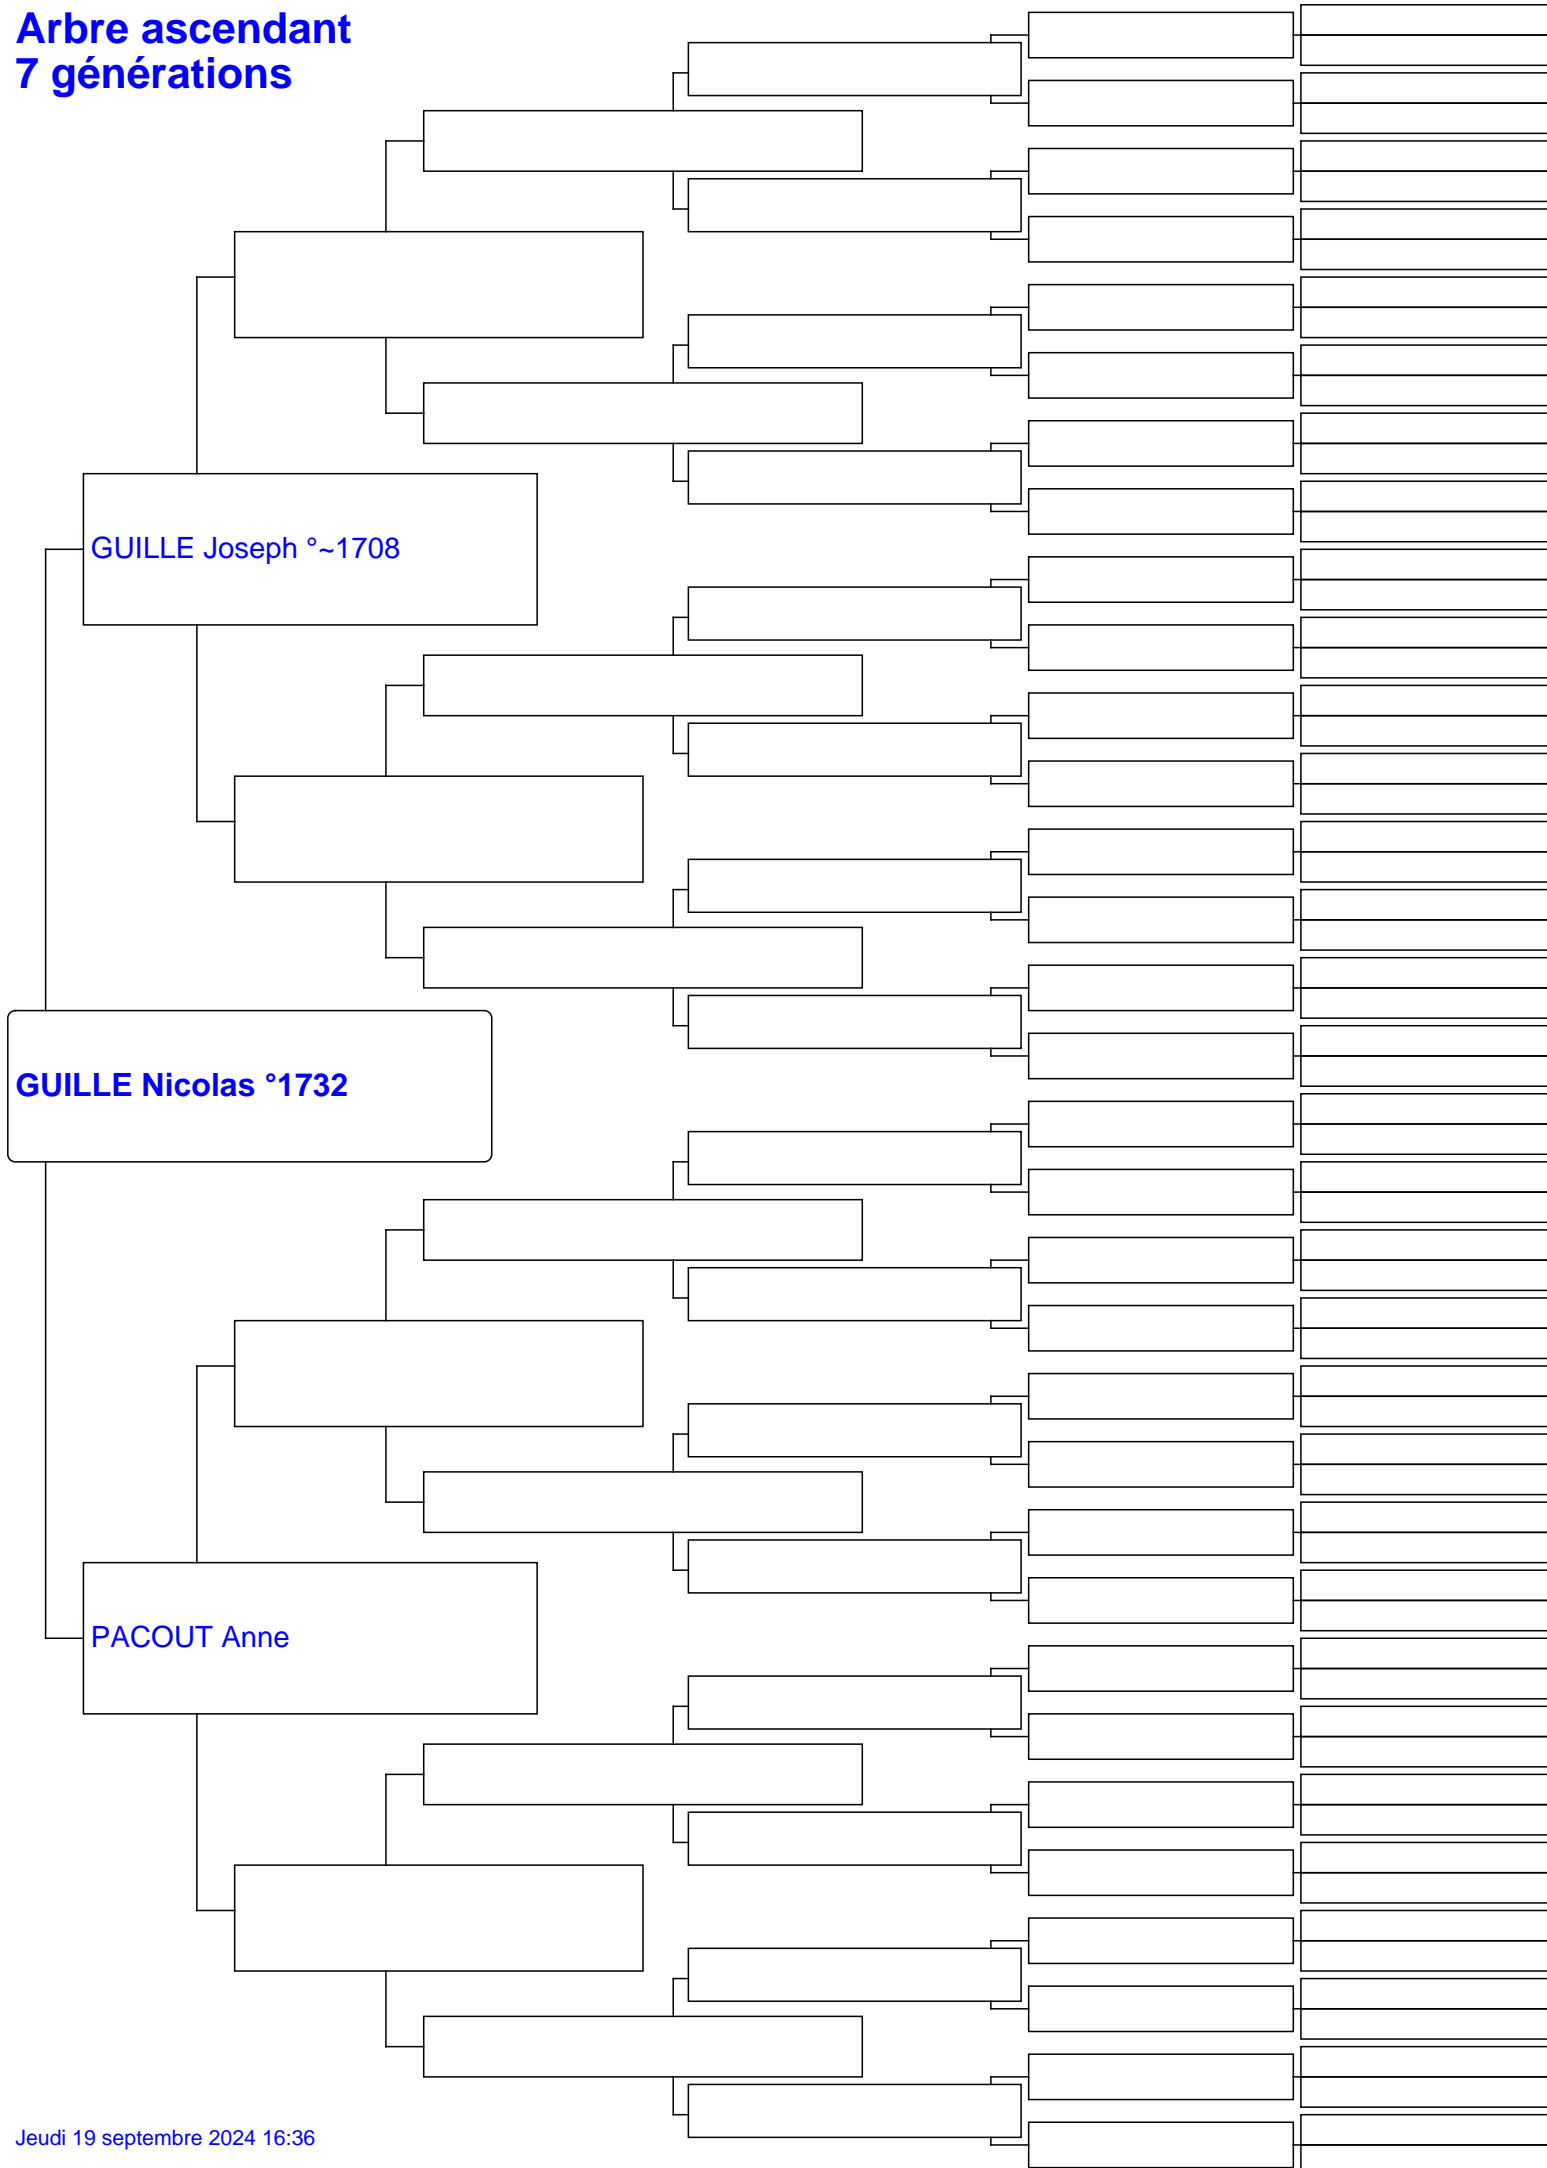 Arbre ascendant
7 générations
GUILLE Joseph °~1708
GUILLE Nicolas °1732
PACOUT Anne
Jeudi 19 septembre 2024 16:36